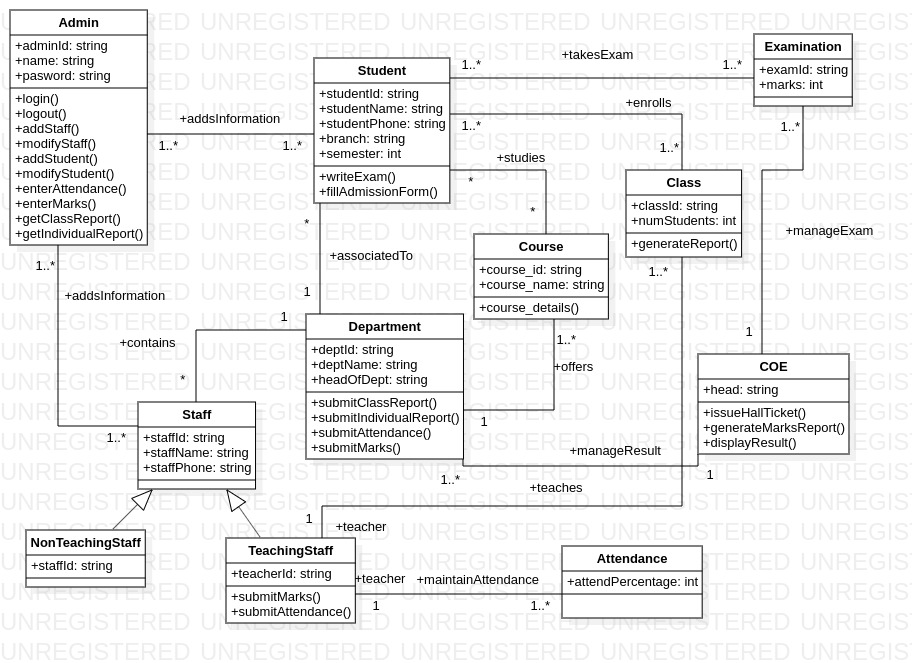 Admin
+adminId: string
+name: string
+pasword: string
+login()
+logout()
+addStaff()
+modifyStaff()
+addStudent()
+modifyStudent()
+enterAttendance()
+enterMarks()
+getClassReport()
+getIndividualReport()
+addsInformation
1..*
1..*
Student
+studentId: string
+studentName: string
+studentPhone: string
+branch: string
+semester: int
+writeExam()
+fillAdmissionForm()
1..*
+takesExam
1..*
Examination
+examId: string
+marks: int
1..*
+enrolls
1..*
+studies
*
*
Class
+classId: string
+numStudents: int
+generateReport()
1..*
1..*
+manageExam
1
Course
+course_id: string
+course_name: string
+course_details()
1..*
+offers
1
*
+associatedTo
1
1..*
+addsInformation
1..*
1
+contains
*
Department
+deptId: string
+deptName: string
+headOfDept: string
+submitClassReport()
+submitIndividualReport()
+submitAttendance()
+submitMarks()
COE
+head: string
+issueHallTicket()
+generateMarksReport()
+displayResult()
Staff
+staffId: string
+staffName: string
+staffPhone: string
+manageResult
1..*
1
+teaches
1
+teacher
NonTeachingStaff
+staffId: string
TeachingStaff
+teacherId: string
+submitMarks()
+submitAttendance()
+teacher
+maintainAttendance
1
1..*
Attendance
+attendPercentage: int
UNREGISTERED